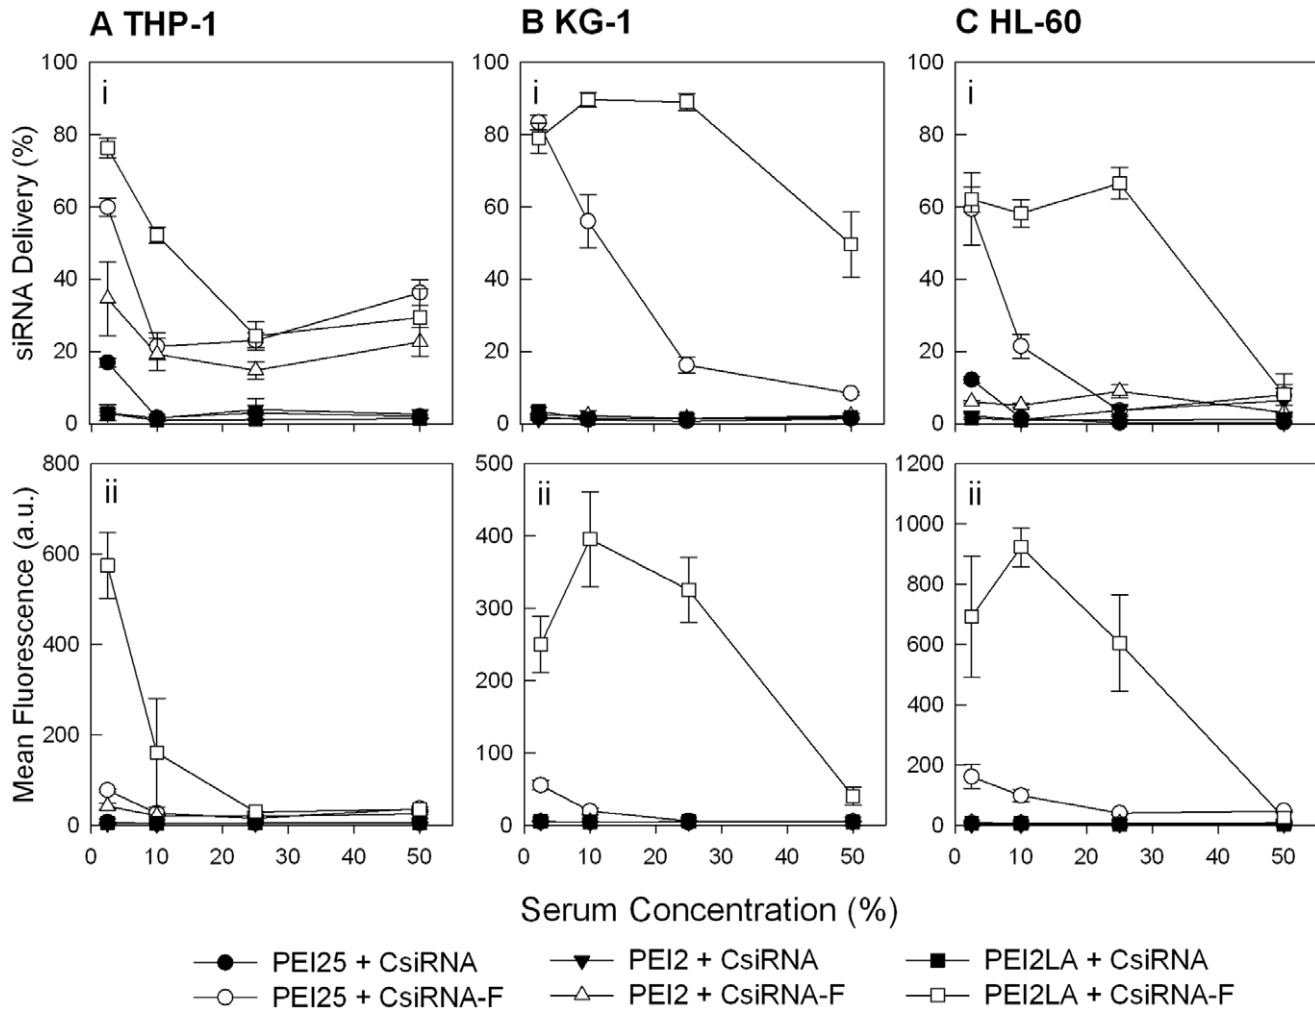 A THP-1 B KG-1 C HL-60
100 100 100
i i i
80 80 80
60 60 60
40 40 40
20 20 20
0 0 0
siRNA Delivery (%)
800 500 1200
ii ii ii
600 400 1000
400 300 800
200 200 600
0 100 400
0 200
0
Mean Fluorescence (a.u.)
0 10 20 30 40 50 0 10 20 30 40 50 0 10 20 30 40 50
Serum Concentration (%)
PEI25 + CsiRNA PEI2 + CsiRNA PEI2LA + CsiRNA
PEI25 + CsiRNA-F PEI2 + CsiRNA-F PEI2LA + CsiRNA-F